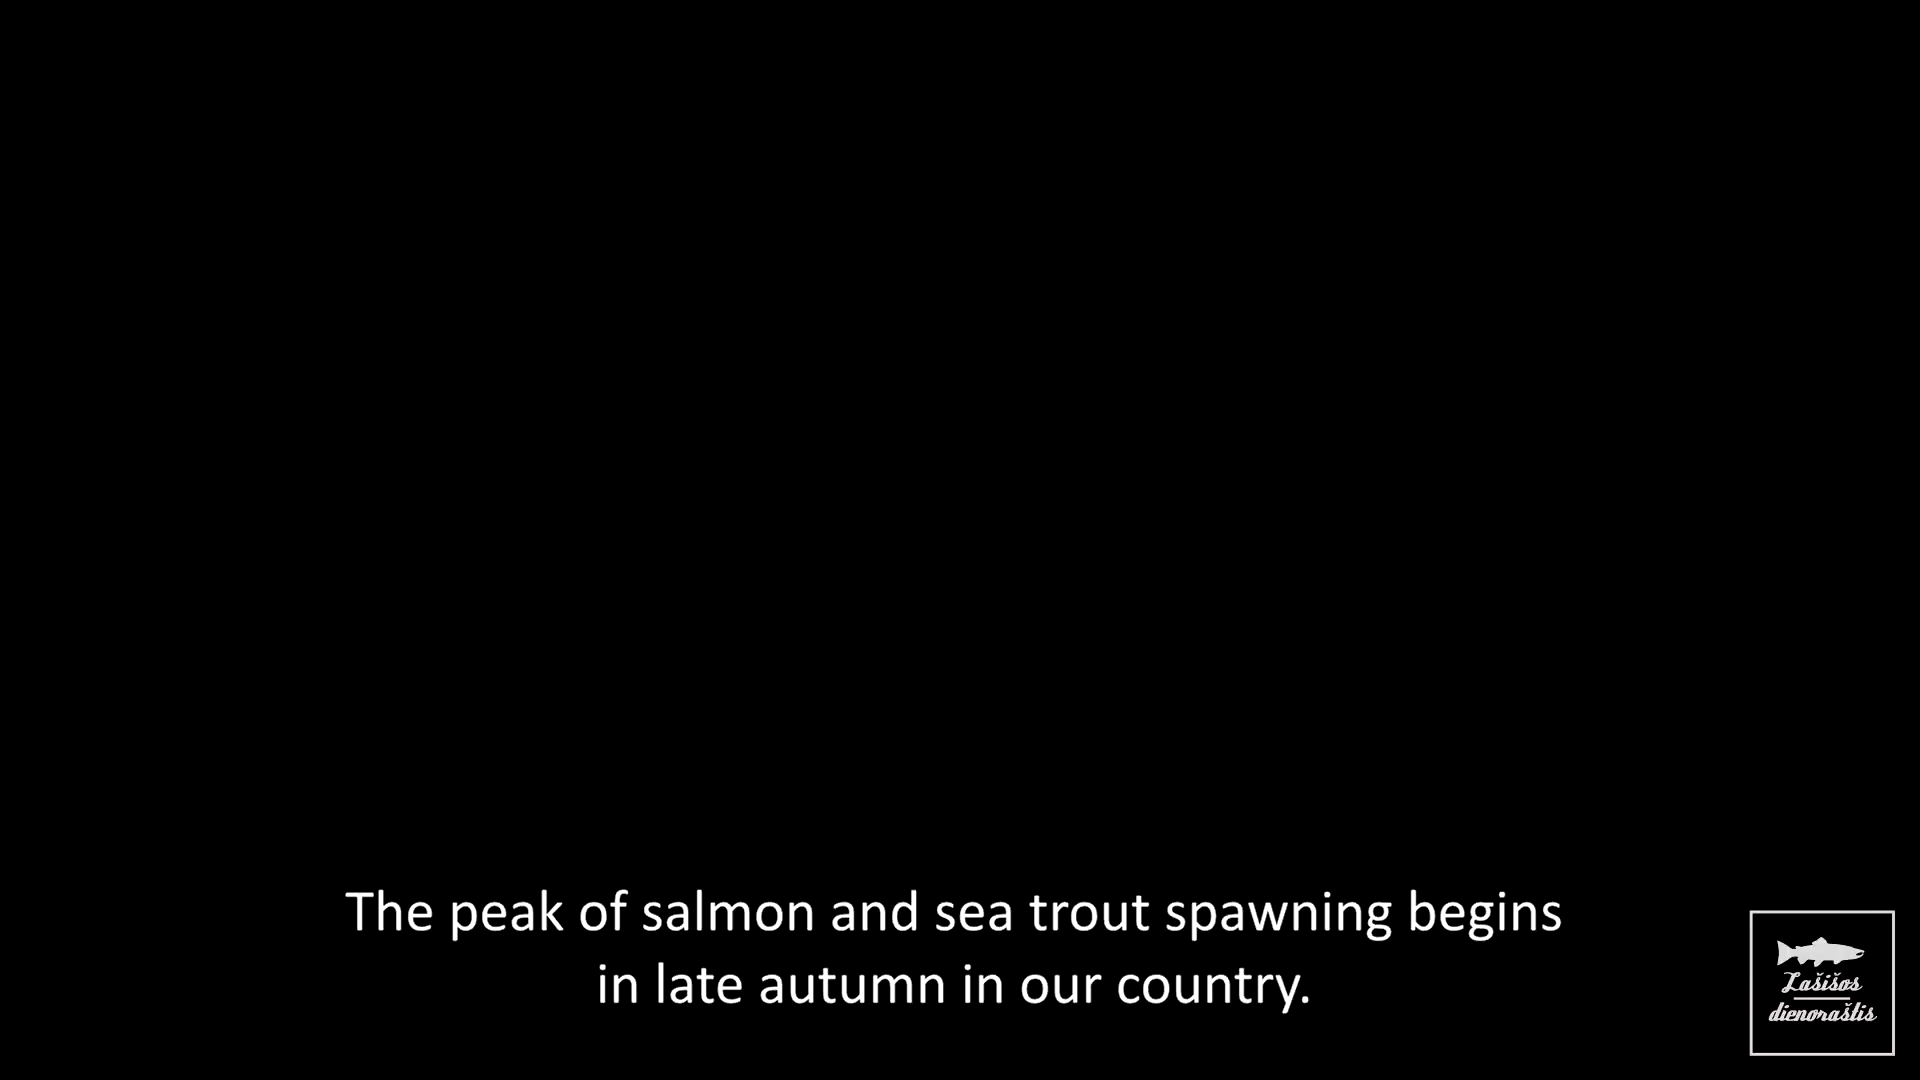 The peak of salmon and sea trout spawning begins
in late autumn in our country.
Lašišos
dienoraštis